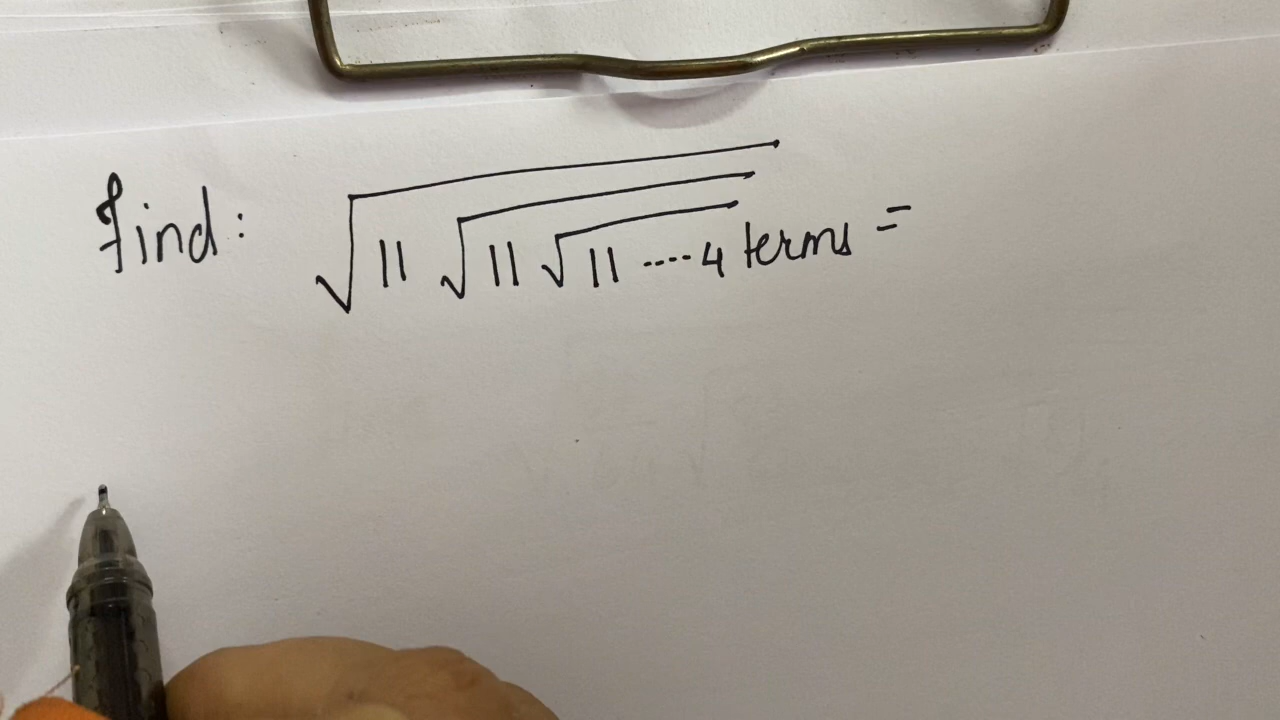 Find: √11 √11 √11 ....4 terms =